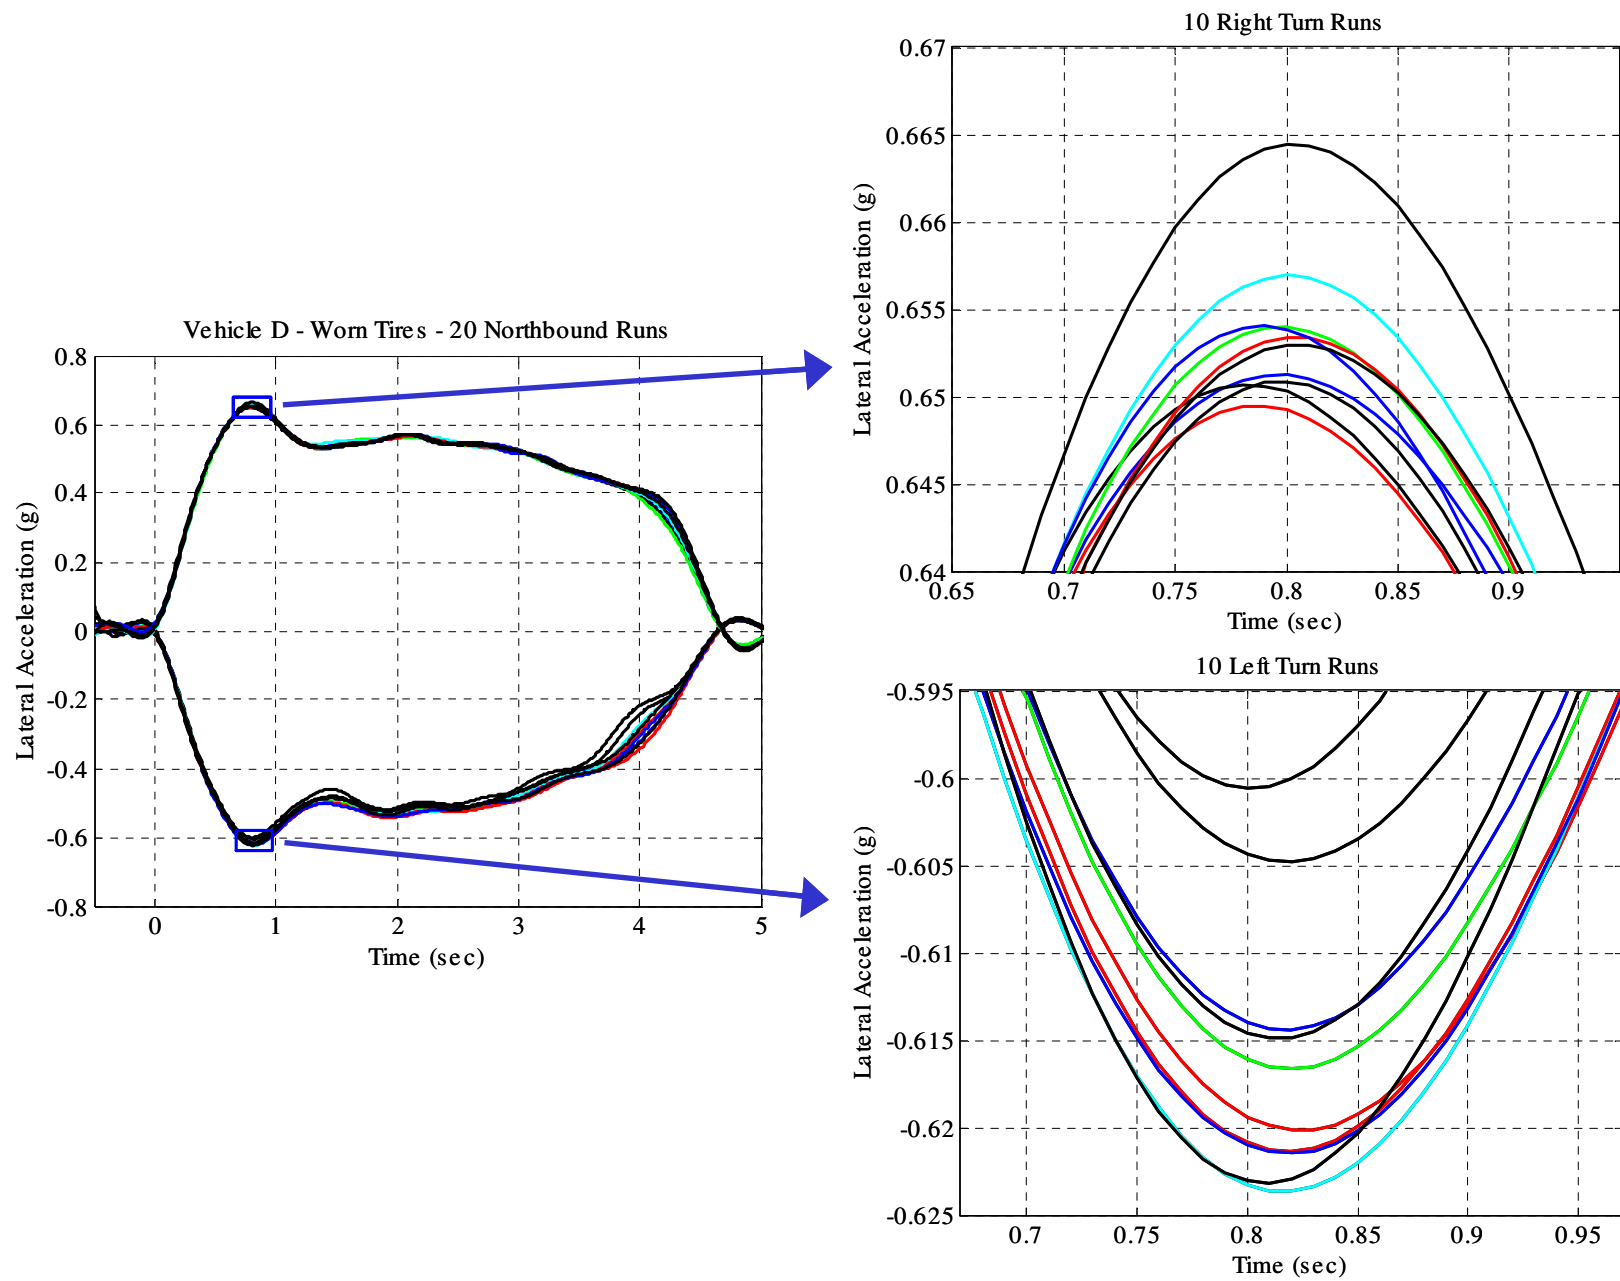 Vehicle D - Worn Tires - 20 Northbound Runs
0.8
0.6
0.4
0.2
0
-0.2
-0.4
-0.6
-0.8
Lateral Acceleration (g)
0 1 2 3 4 5
Time (sec)
10 Right Turn Runs
0.67
0.665
0.66
0.655
0.65
0.645
0.64
Lateral Acceleration (g)
0.65 0.7 0.75 0.8 0.85 0.9
Time (sec)
10 Left Turn Runs
-0.595
-0.6
-0.605
-0.61
-0.615
-0.62
-0.625
Lateral Acceleration (g)
0.7 0.75 0.8 0.85 0.9 0.95
Time (sec)